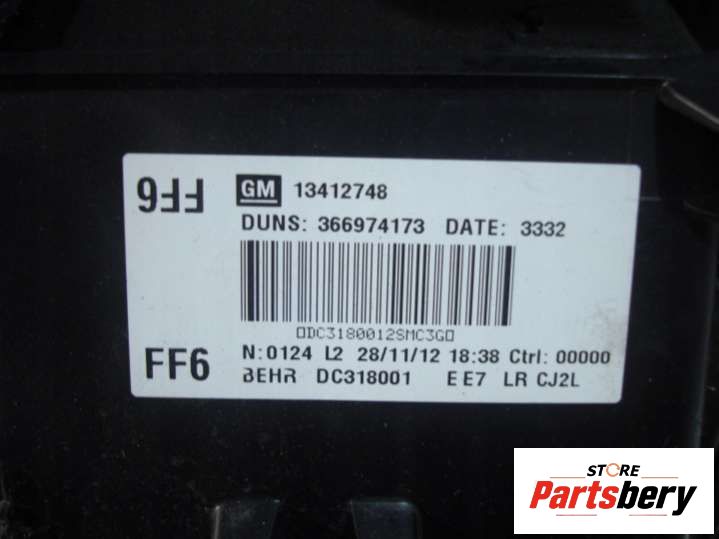 FF6
GM 13412748
DUNS: 366974173 DATE: 3332
▯DC3180012SMC3G▯
FF6
N:0124 L2 28/11/12 18:38 Ctrl: 00000
BEHR DC318001 E E7 LR CJ2L
STORE
Partsbery